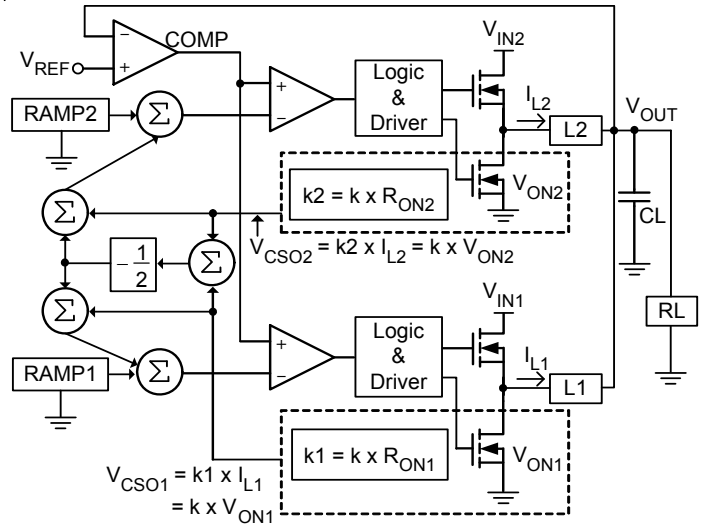 −
COMP
V_REF
+
V_IN2
Logic
&
Driver
+
−
I_L2
V_OUT
RAMP2
Σ
L2
k2 = k x R_ON2
V_ON2
CL
Σ
V_CSO2 = k2 x I_L2 = k x V_ON2
− 1/2
Σ
Σ
V_IN1
RL
Logic
&
Driver
+
−
I_L1
RAMP1
Σ
L1
k1 = k x R_ON1
V_ON1
V_CSO1 = k1 x I_L1
= k x V_ON1